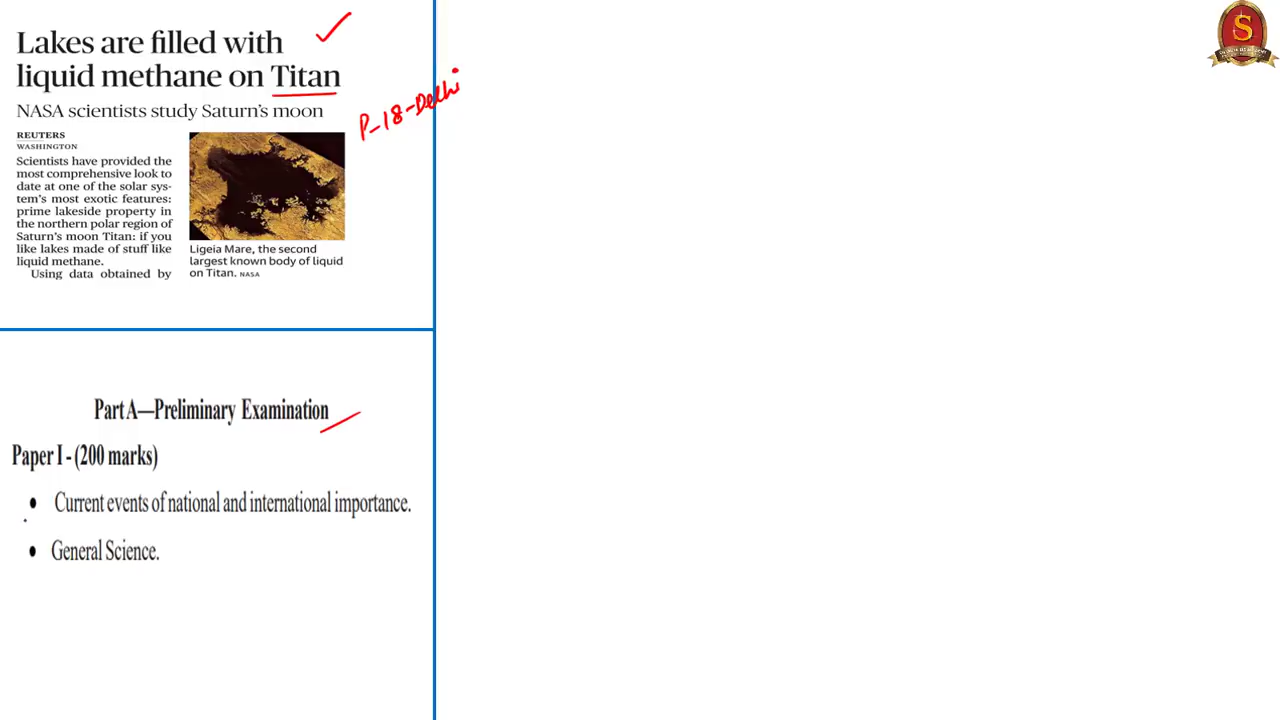 Lakes are filled with
liquid methane on Titan
NASA scientists study Saturn's moon
P-18-Delhi
REUTERS
WASHINGTON
Scientists have provided the
most comprehensive look to
date at one of the solar sys-
tem's most exotic features:
prime lakeside property in
the northern polar region of
Saturn's moon Titan: if you
like lakes made of stuff like
liquid methane.
Using data obtained by
Ligeia Mare, the second
largest known body of liquid
on Titan. NASA
Part A—Preliminary Examination
Paper I - (200 marks)
• Current events of national and international importance.
• General Science.
S